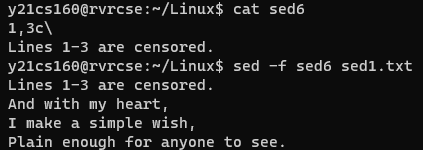 y21cs160@rvrcse:~/Linux$ cat sed6
1,3c\
Lines 1-3 are censored.
y21cs160@rvrcse:~/Linux$ sed -f sed6 sed1.txt
Lines 1-3 are censored.
And with my heart,
I make a simple wish,
Plain enough for anyone to see.